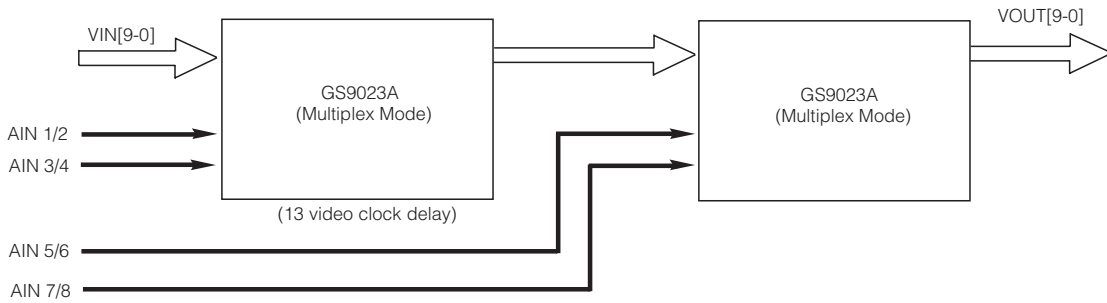 VIN[9-0]
VOUT[9-0]
GS9023A
(Multiplex Mode)
GS9023A
(Multiplex Mode)
AIN 1/2
AIN 3/4
(13 video clock delay)
AIN 5/6
AIN 7/8